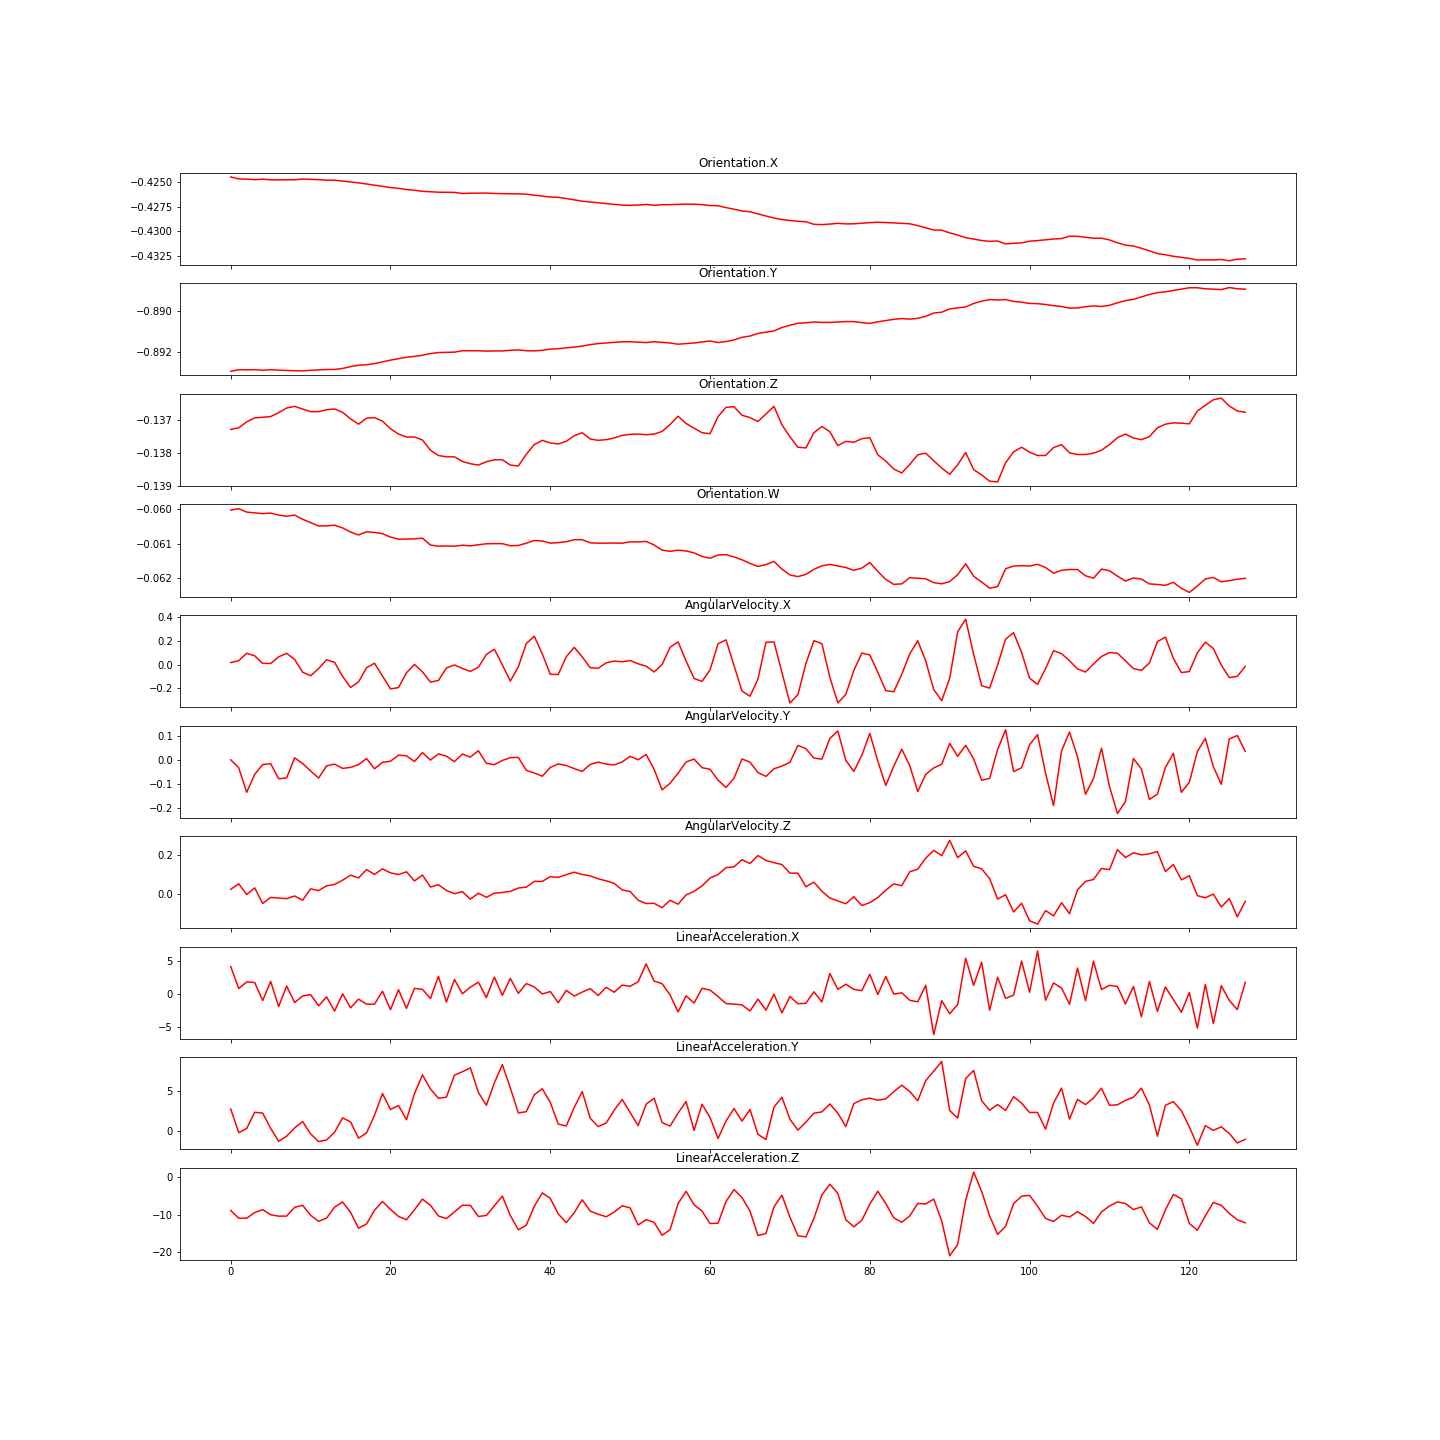 Orientation.X
−0.4250
−0.4275
−0.4300
−0.4325
Orientation.Y
−0.890
−0.892
Orientation.Z
−0.137
−0.138
−0.139
Orientation.W
−0.060
−0.061
−0.062
AngularVelocity.X
0.4
0.2
0.0
−0.2
AngularVelocity.Y
0.1
0.0
−0.1
−0.2
AngularVelocity.Z
0.2
0.0
LinearAcceleration.X
5
0
−5
LinearAcceleration.Y
5
0
LinearAcceleration.Z
0
−10
−20
0 20 40 60 80 100 120